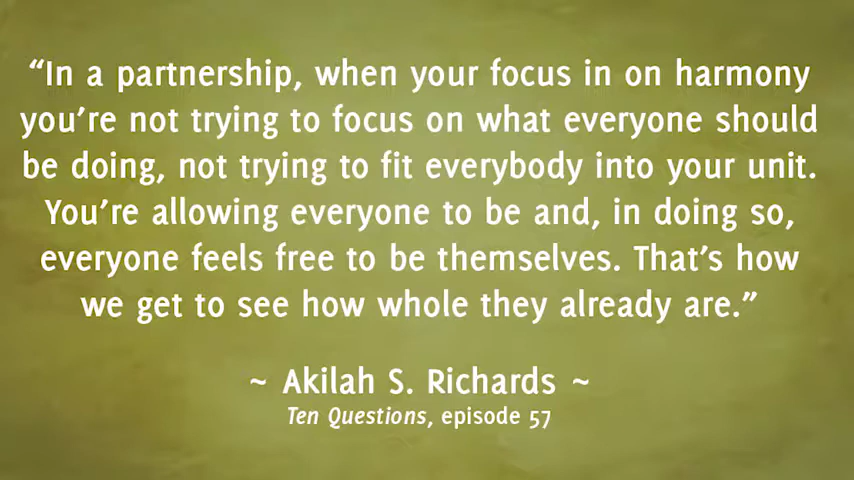 “In a partnership, when your focus in on harmony
you’re not trying to focus on what everyone should
be doing, not trying to fit everybody into your unit.
You’re allowing everyone to be and, in doing so,
everyone feels free to be themselves. That’s how
we get to see how whole they already are.”
~ Akilah S. Richards ~
Ten Questions, episode 57